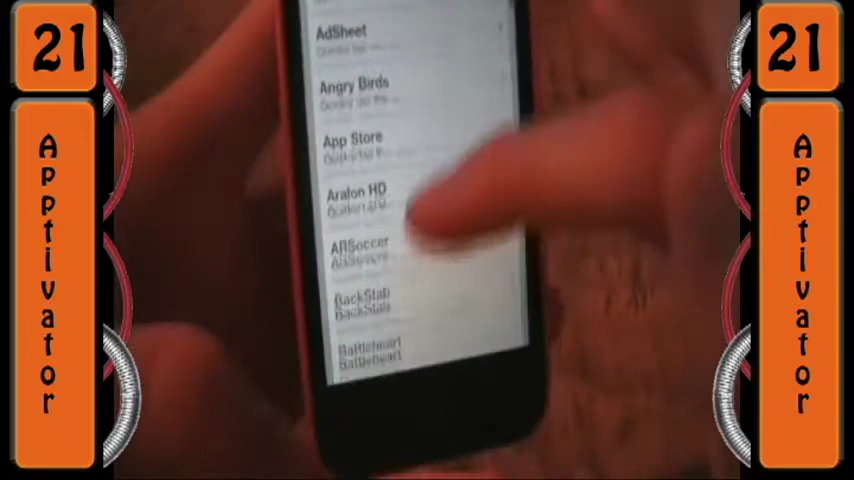 21
Apptivator
AdSheet
Angry Birds
App Store
Aralon HD
ARSoccer
BackStab
Battleheart
21
Apptivator